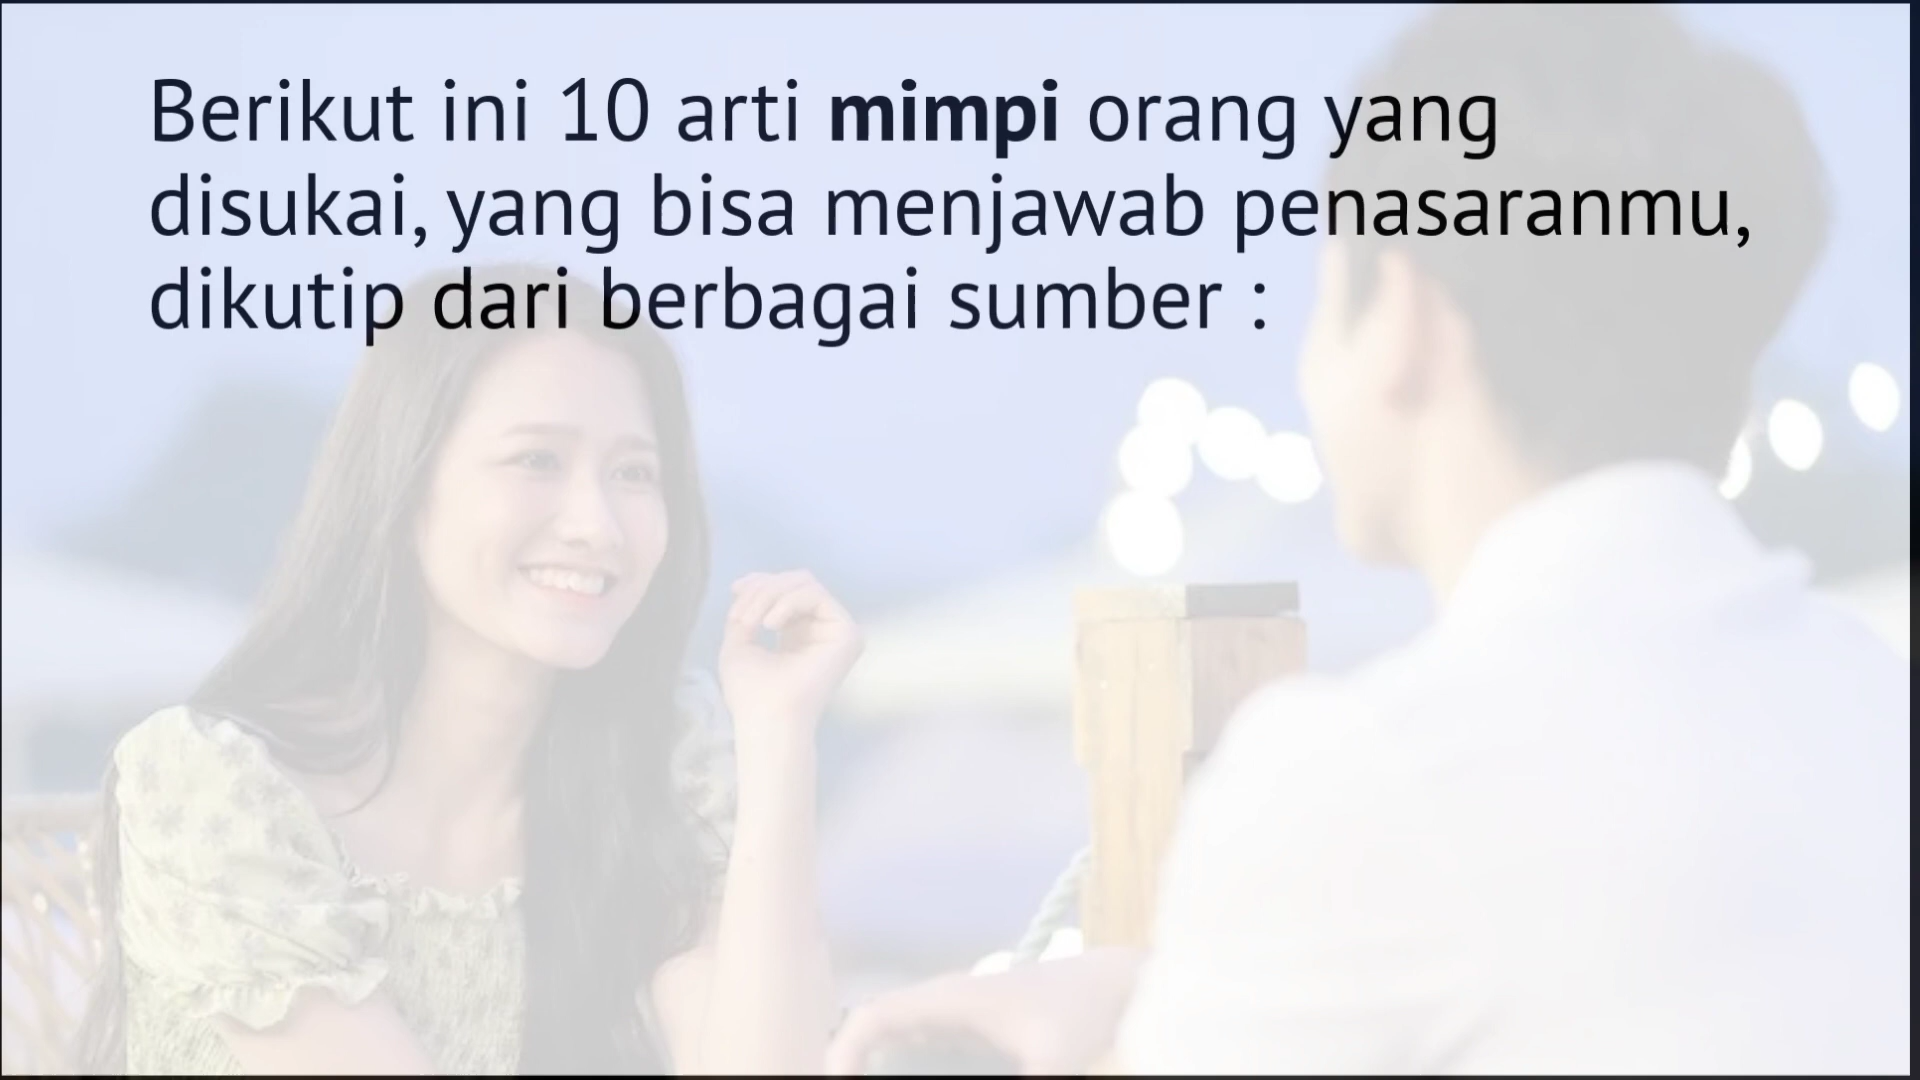 Berikut ini 10 arti mimpi orang yang
disukai, yang bisa menjawab penasaranmu,
dikutip dari berbagai sumber :